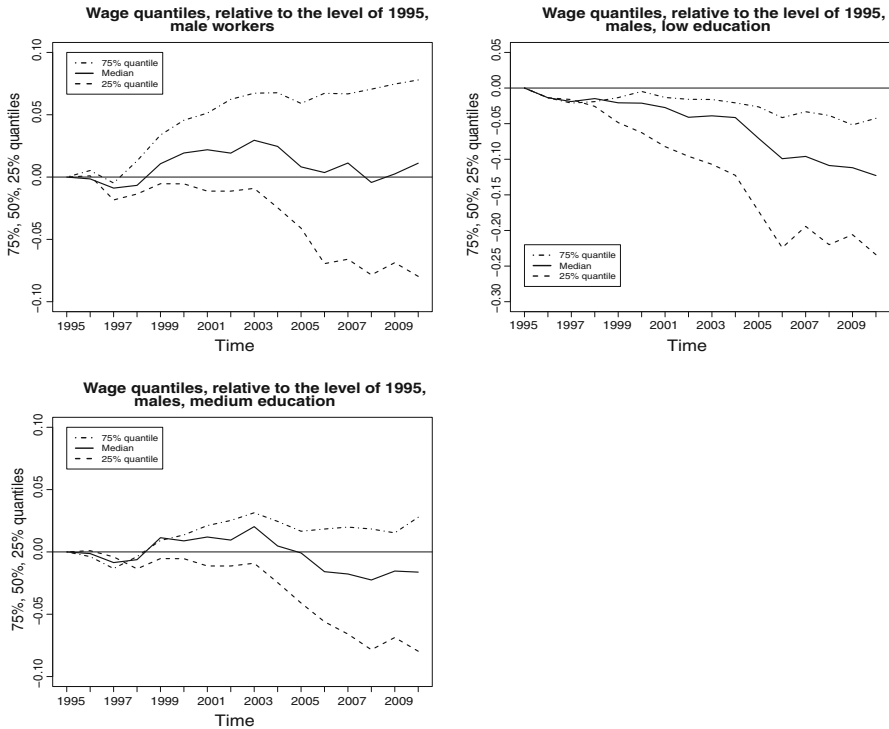 Wage quantiles, relative to the level of 1995,
male workers
75%, 50%, 25% quantiles
0.10
0.05
0.00
−0.05
−0.10
75% quantile
Median
25% quantile
1995 1997 1999 2001 2003 2005 2007 2009
Time
Wage quantiles, relative to the level of 1995,
males, low education
75%, 50%, 25% quantiles
0.05
0.00
−0.05
−0.10
−0.15
−0.20
−0.25
−0.30
75% quantile
Median
25% quantile
1995 1997 1999 2001 2003 2005 2007 2009
Time
Wage quantiles, relative to the level of 1995,
males, medium education
75%, 50%, 25% quantiles
0.10
0.05
0.00
−0.05
−0.10
75% quantile
Median
25% quantile
1995 1997 1999 2001 2003 2005 2007 2009
Time